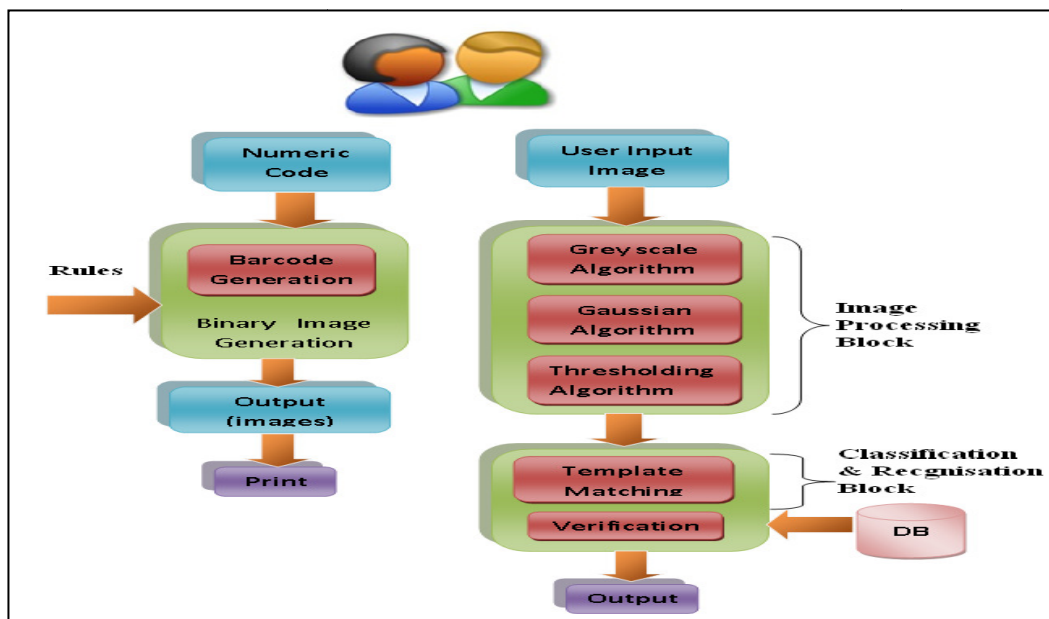 Numeric
Code
Rules
Barcode
Generation
Binary Image
Generation
Output
(images)
Print
User Input
Image
Grey scale
Algorithm
Gaussian
Algorithm
Thresholding
Algorithm
Image
Processing
Block
Template
Matching
Verification
Classification
& Recgnisation
Block
DB
Output